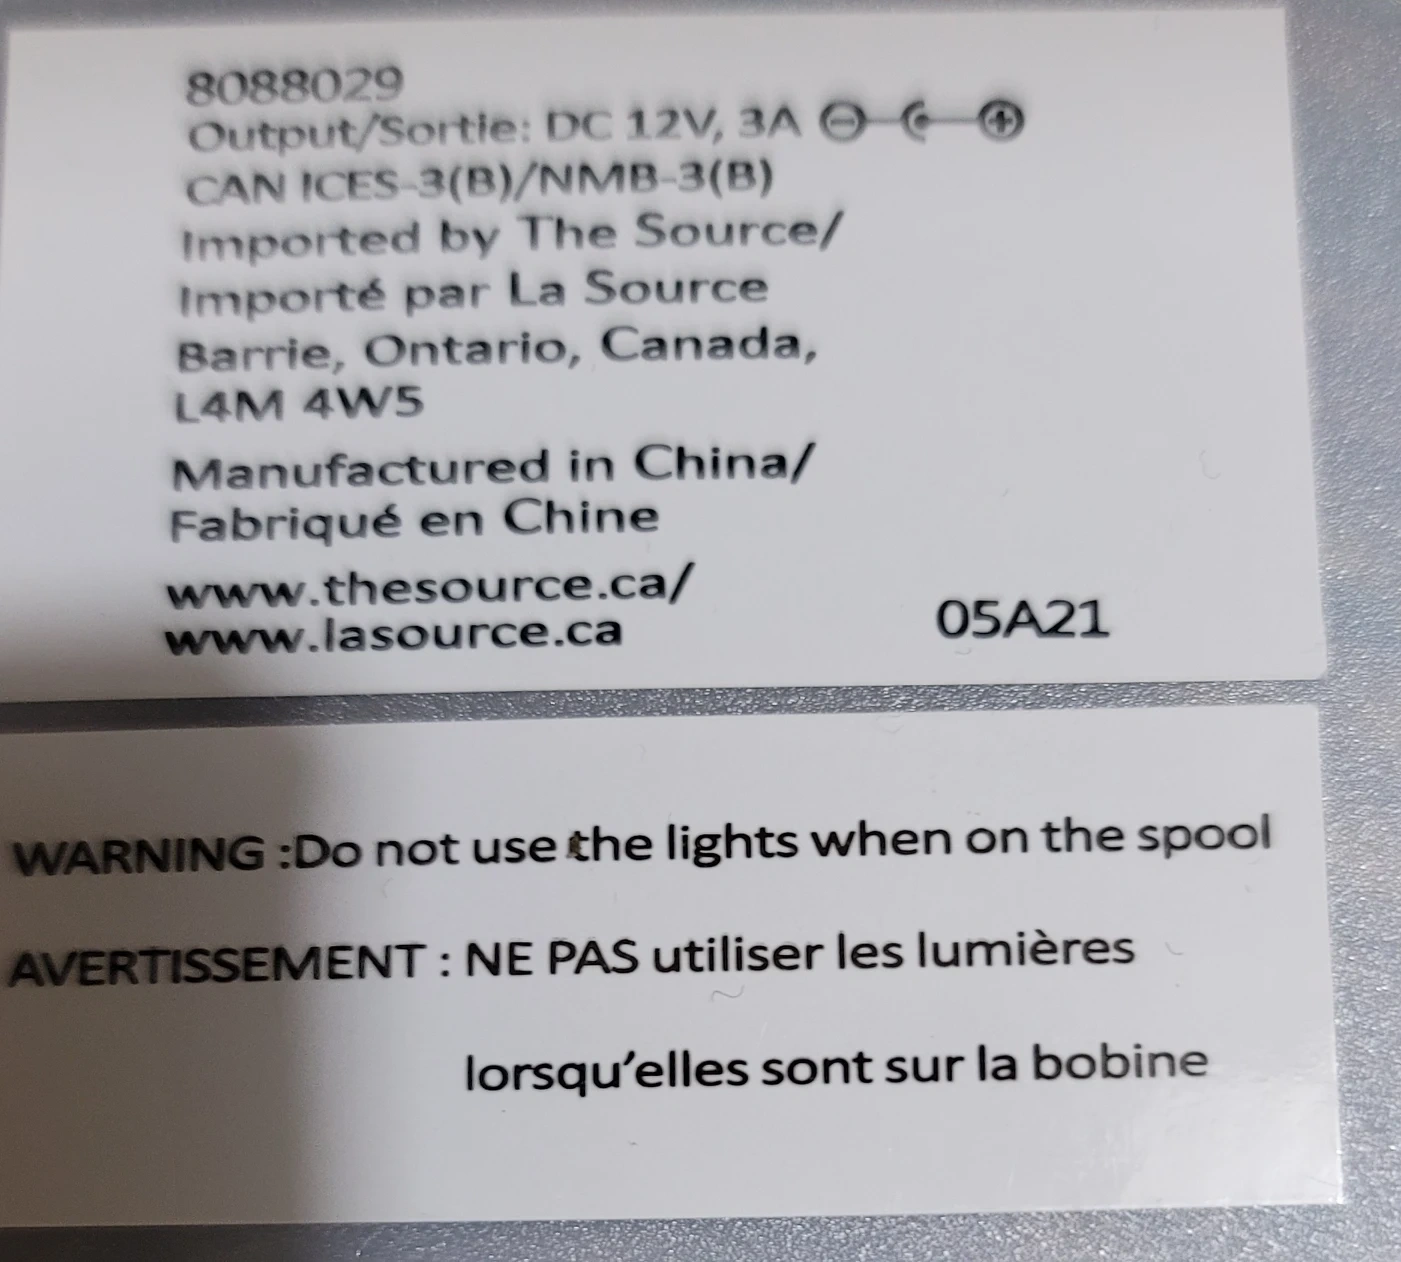 8088029
Output/Sortie: DC 12V, 3A
CAN ICES-3(B)/NMB-3(B)
Imported by The Source/
Importé par La Source
Barrie, Ontario, Canada,
L4M 4W5
Manufactured in China/
Fabriqué en Chine
www.thesource.ca/
www.lasource.ca
05A21
WARNING :Do not use the lights when on the spool
AVERTISSEMENT : NE PAS utiliser les lumières
lorsqu'elles sont sur la bobine